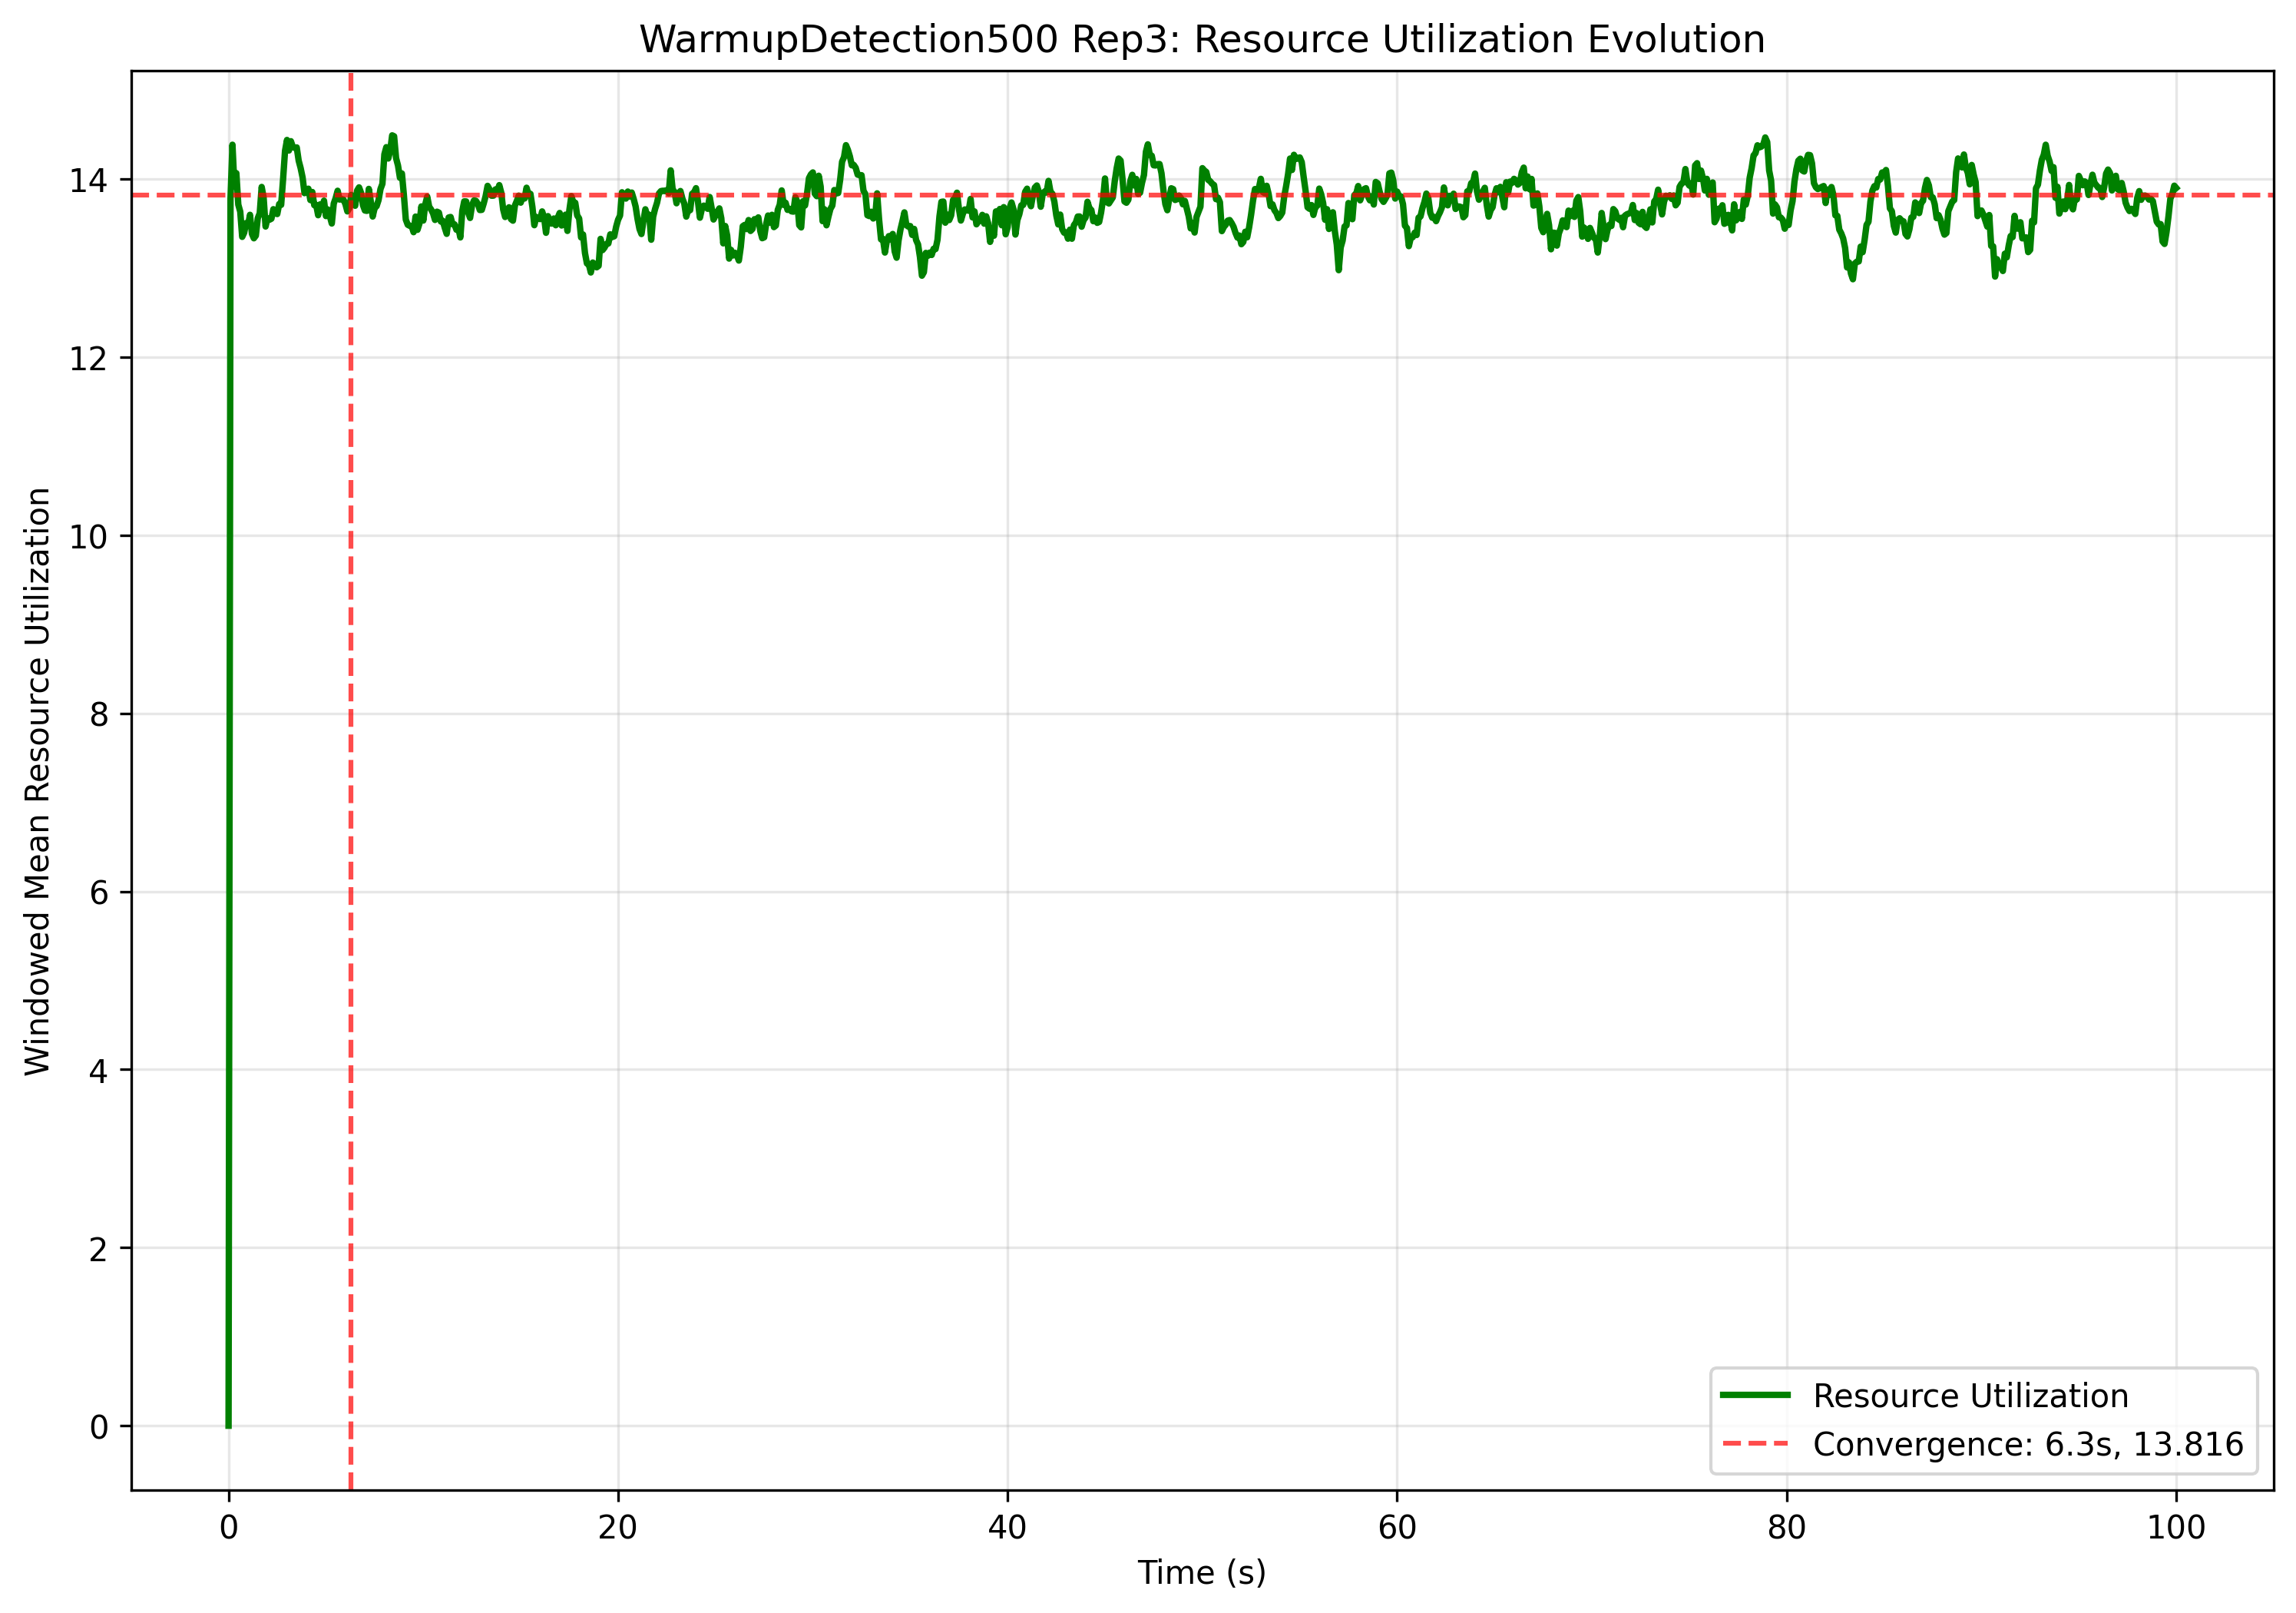 WarmupDetection500 Rep3: Resource Utilization Evolution
Windowed Mean Resource Utilization
14
12
10
8
6
4
2
0
0 20 40 60 80 100
Time (s)
Resource Utilization
Convergence: 6.3s, 13.816